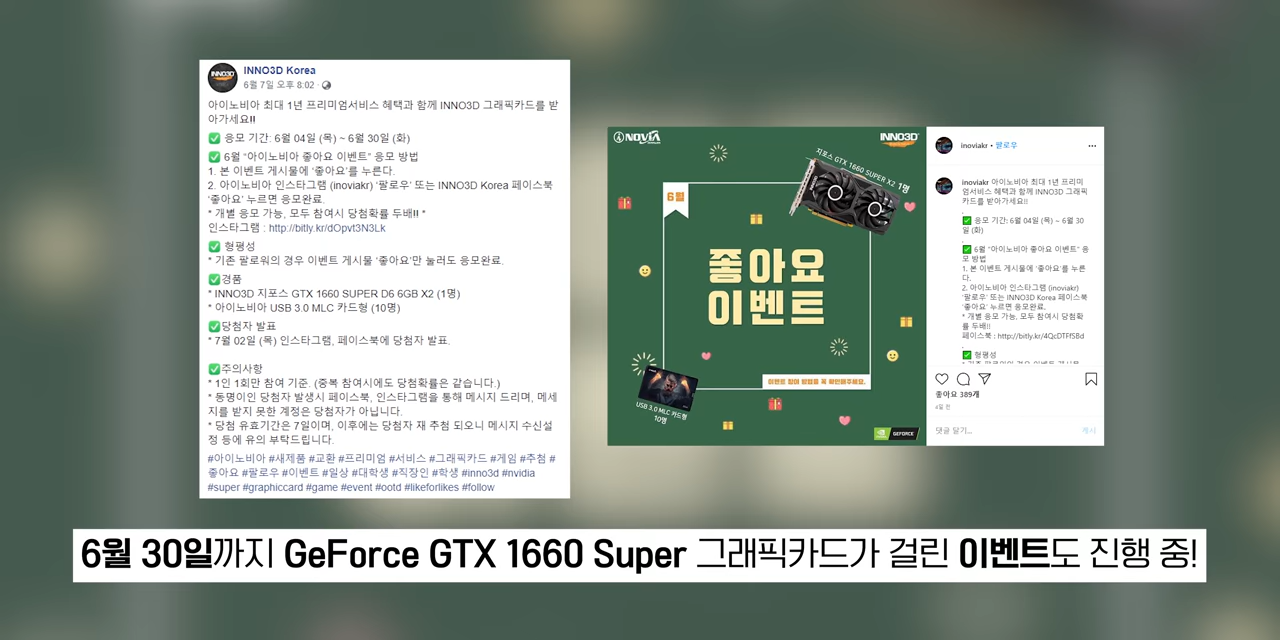 INNO3D
INNO3D Korea
6월 7일 오후 8:02 ·
아이노비아 최대 1년 프리미엄서비스 혜택과 함께 INNO3D 그래픽카드를 받
아가세요!!
✅ 응모 기간: 6월 04일 (목) ~ 6월 30일 (화)
✅ 6월 “아이노비아 좋아요 이벤트” 응모 방법
1. 본 이벤트 게시물에 '좋아요'를 누른다.
2. 아이노비아 인스타그램 (inoviakr) '팔로우' 또는 INNO3D Korea 페이스북
'좋아요' 누르면 응모완료.
* 개별 응모 가능, 모두 참여시 당첨확률 두배!! *
인스타그램 : http://bitly.kr/dOpvt3N3Lk
✅ 형평성
* 기존 팔로워의 경우 이벤트 게시물 '좋아요'만 눌러도 응모완료.
✅경품
* INNO3D 지포스 GTX 1660 SUPER D6 6GB X2 (1명)
* 아이노비아 USB 3.0 MLC 카드형 (10명)
✅당첨자 발표
* 7월 02일 (목) 인스타그램, 페이스북에 당첨자 발표.
✅주의사항
* 1인 1회만 참여 기준. (중복 참여시에도 당첨확률은 같습니다.)
* 동명이인 당첨자 발생시 페이스북, 인스타그램을 통해 메시지 드리며, 메세
지를 받지 못한 계정은 당첨자가 아닙니다.
* 당첨 유효기간은 7일이며, 이후에는 당첨자 재 추첨 되오니 메시지 수신설
정 등에 유의 부탁드립니다.
#아이노비아 #새제품 #교환 #프리미엄 #서비스 #그래픽카드 #게임 #추첨 #
좋아요 #팔로우 #이벤트 #일상 #대학생 #직장인 #학생 #inno3d #nvidia
#super #graphiccard #game #event #ootd #likeforlikes #follow
INOVIA
INNO3D
지포스 GTX 1660 SUPER X2 1명
6월
좋아요
이벤트
이벤트 참여 방법을 꼭 확인해주세요.
USB 3.0 MLC 카드형
10명
GEFORCE
inoviakr • 팔로우
inoviakr 아이노비아 최대 1년 프리미
엄서비스 혜택과 함께 INNO3D 그래픽
카드를 받아가세요!!
.
✅ 응모 기간: 6월 04일 (목) ~ 6월 30
일 (화)
.
✅ 6월 “아이노비아 좋아요 이벤트” 응
모 방법
1. 본 이벤트 게시물에 '좋아요'를 누른
다.
2. 아이노비아 인스타그램 (inoviakr)
'팔로우' 또는 INNO3D Korea 페이스북
'좋아요' 누르면 응모완료.
* 개별 응모 가능, 모두 참여시 당첨확
률 두배!!
페이스북 : http://bitly.kr/4QcDTFfSBd
.
✅ 형평성
좋아요 389개
4일 전
댓글 달기...
게시
6월 30일까지 GeForce GTX 1660 Super 그래픽카드가 걸린 이벤트도 진행 중!